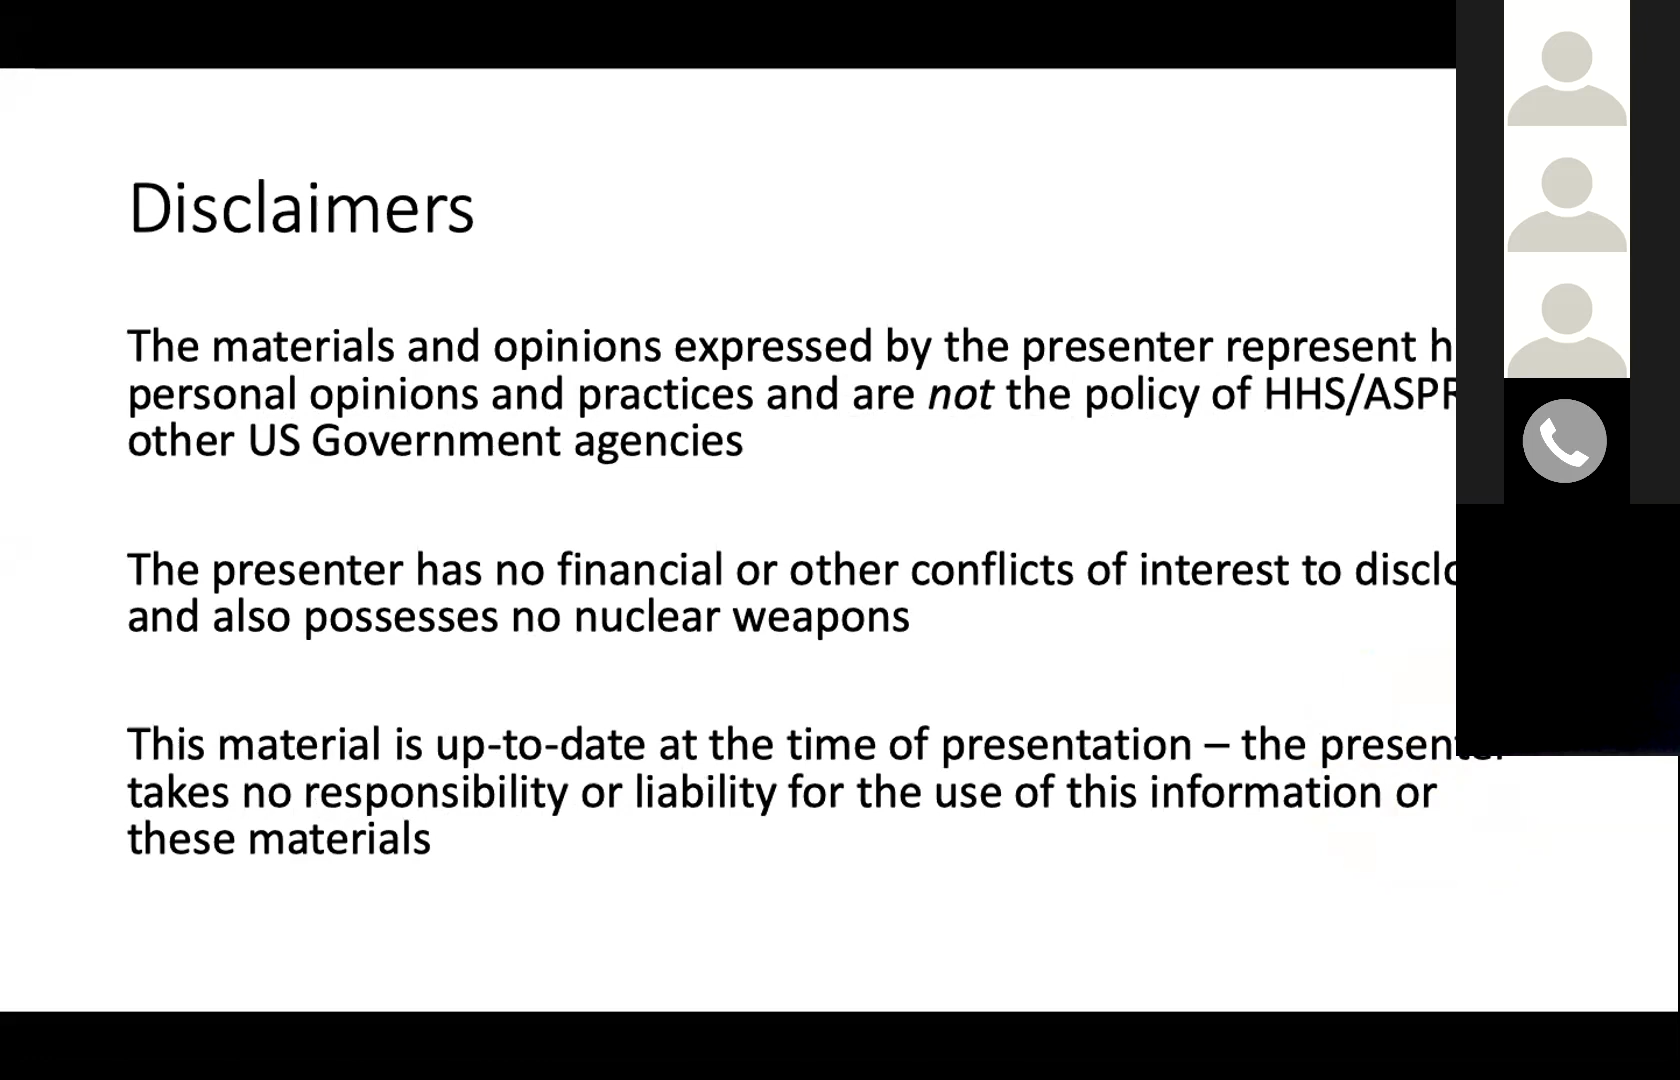 Disclaimers
The materials and opinions expressed by the presenter represent
personal opinions and practices and are not the policy of HHS/ASPR
other US Government agencies
The presenter has no financial or other conflicts of interest to
and also possesses no nuclear weapons
This material is up-to-date at the time of presentation – the presenter
takes no responsibility or liability for the use of this information or
these materials